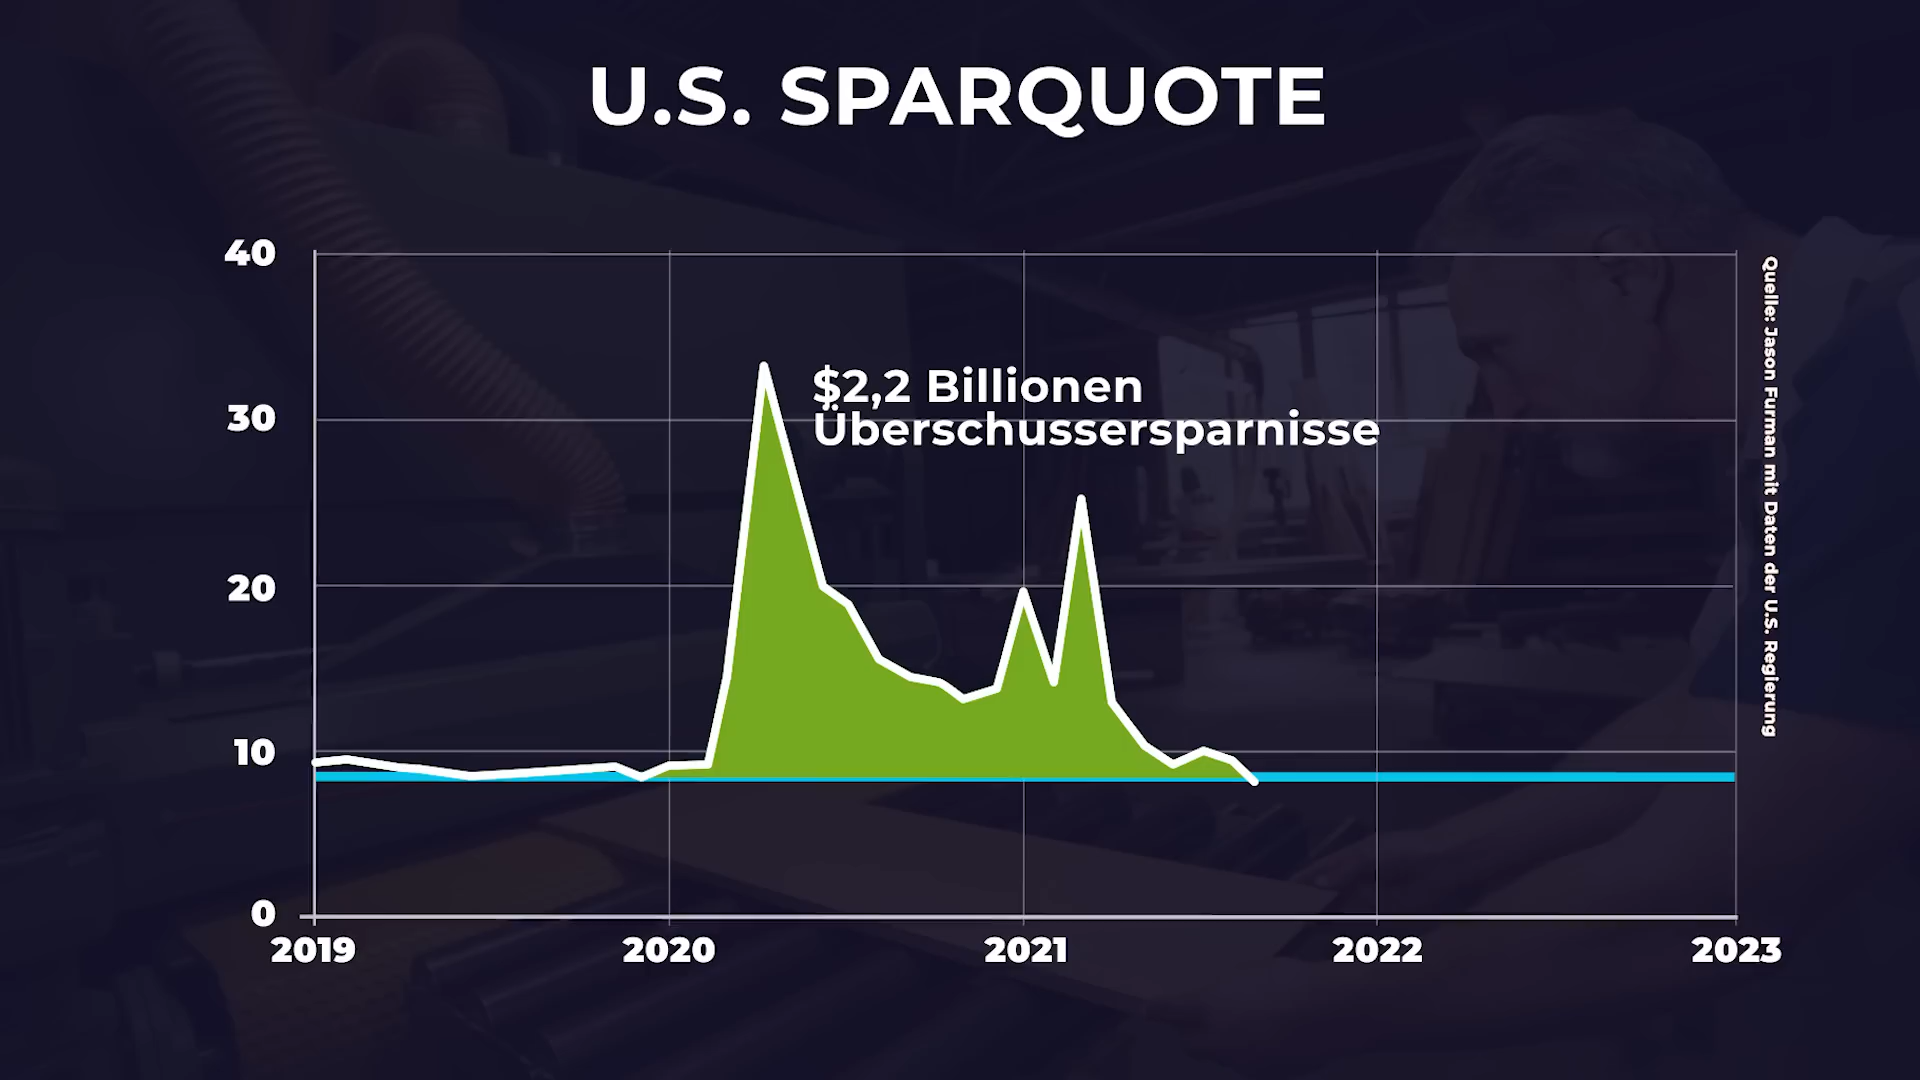 U.S. SPARQUOTE
40
30
20
10
0
$2,2 Billionen
Überschussersparnisse
2019
2020
2021
2022
2023
Quelle: Jason Furman mit Daten der U.S. Regierung